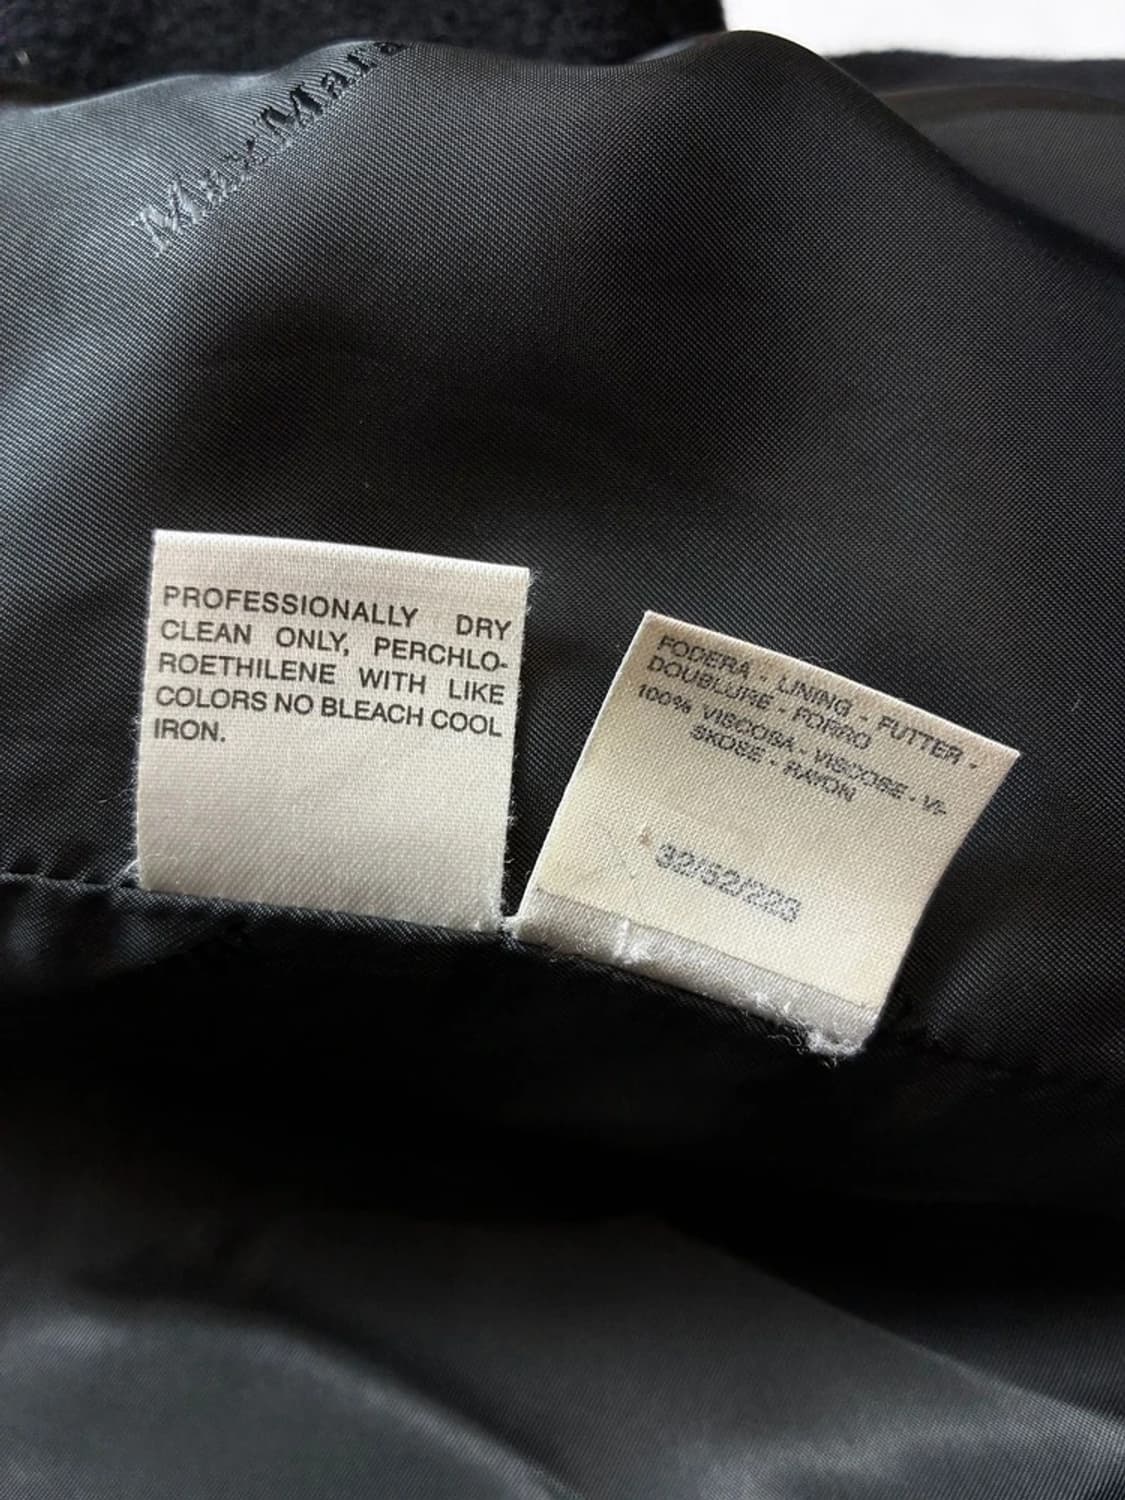 MaxMara
PROFESSIONALLY DRY
CLEAN ONLY, PERCHLO-
ROETHILENE WITH LIKE
COLORS NO BLEACH COOL
IRON.
FODERA - LINING - FUTTER -
DOUBLURE - FORRO
100% VISCOSA - VISCOSE - VI-
SKOSE - RAYON
32/52/223